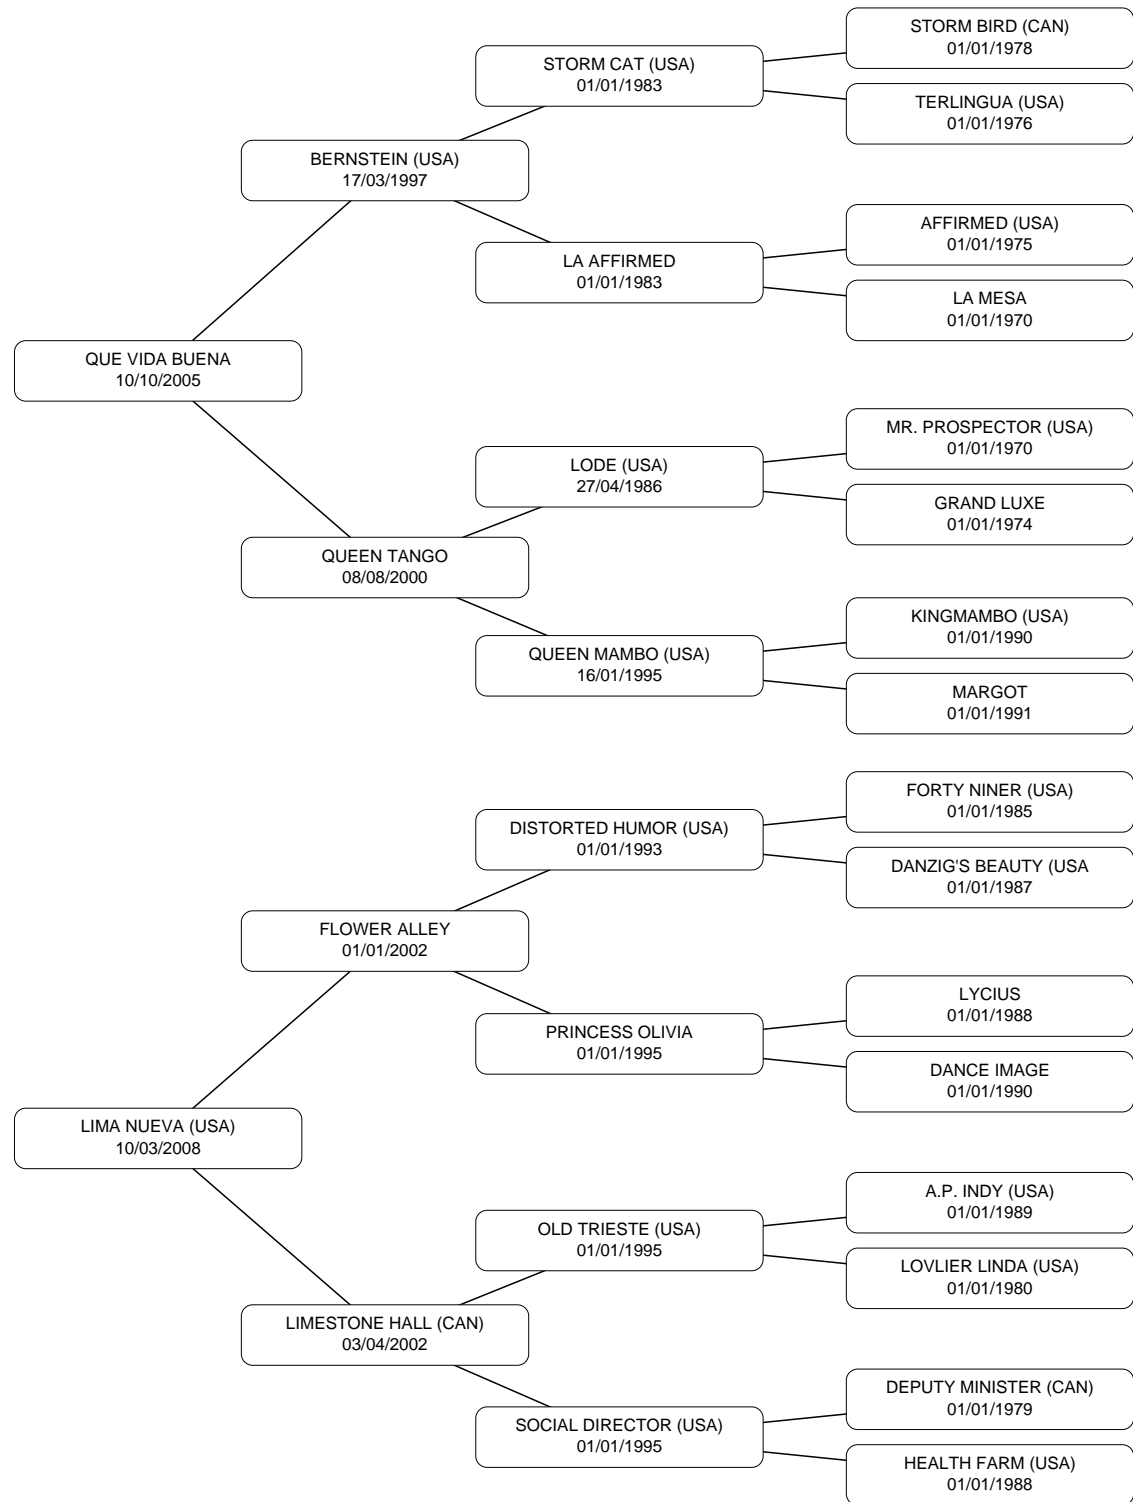 STORM BIRD (CAN)
01/01/1978
STORM CAT (USA)
01/01/1983
TERLINGUA (USA)
01/01/1976
BERNSTEIN (USA)
17/03/1997
AFFIRMED (USA)
01/01/1975
LA AFFIRMED
01/01/1983
LA MESA
01/01/1970
QUE VIDA BUENA
10/10/2005
MR. PROSPECTOR (USA)
01/01/1970
LODE (USA)
27/04/1986
GRAND LUXE
01/01/1974
QUEEN TANGO
08/08/2000
KINGMAMBO (USA)
01/01/1990
QUEEN MAMBO (USA)
16/01/1995
MARGOT
01/01/1991
FORTY NINER (USA)
01/01/1985
DISTORTED HUMOR (USA)
01/01/1993
DANZIG'S BEAUTY (USA
01/01/1987
FLOWER ALLEY
01/01/2002
LYCIUS
01/01/1988
PRINCESS OLIVIA
01/01/1995
DANCE IMAGE
01/01/1990
LIMA NUEVA (USA)
10/03/2008
A.P. INDY (USA)
01/01/1989
OLD TRIESTE (USA)
01/01/1995
LOVLIER LINDA (USA)
01/01/1980
LIMESTONE HALL (CAN)
03/04/2002
DEPUTY MINISTER (CAN)
01/01/1979
SOCIAL DIRECTOR (USA)
01/01/1995
HEALTH FARM (USA)
01/01/1988